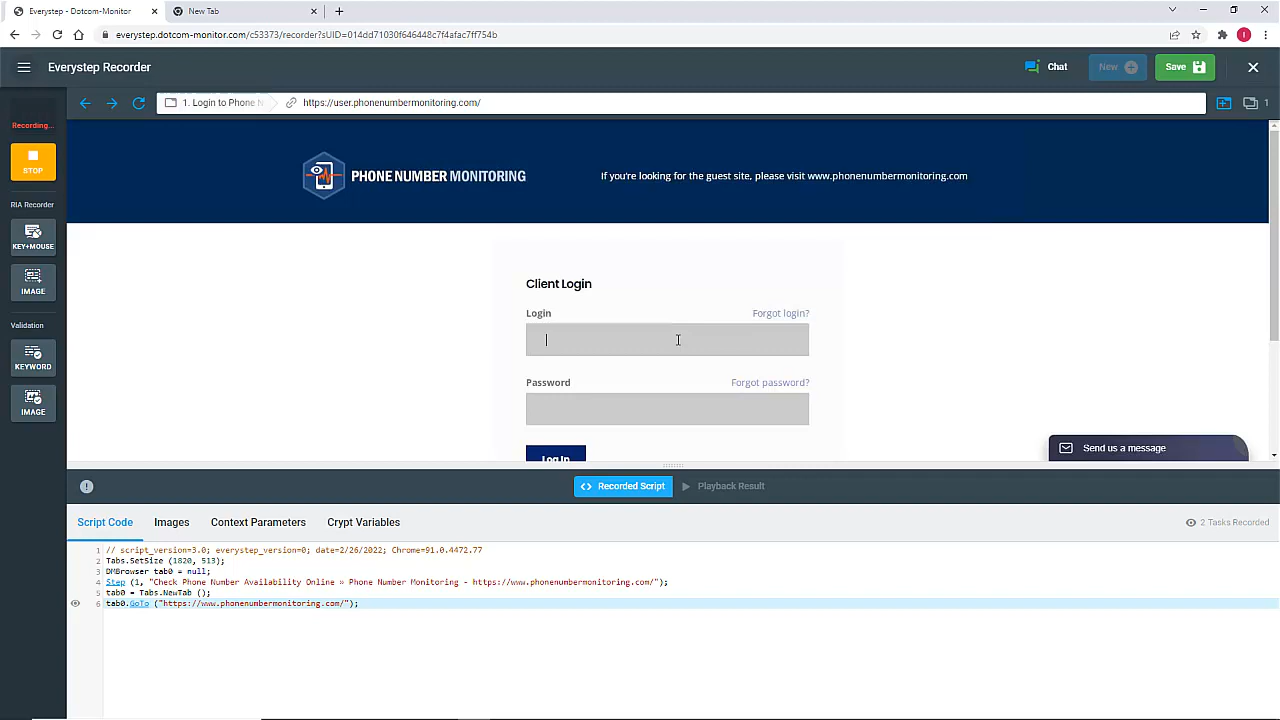 Everystep - Dotcom-Monitor
New Tab
everystep.dotcom-monitor.com/c53373/recorder?sUID=014dd71030f646448c7f4afac7ff754b
Everystep Recorder
Chat
New
Save
Recording...
1. Login to Phone N
https://user.phonenumbermonitoring.com/
1
STOP
PHONE NUMBER MONITORING
If you're looking for the guest site, please visit www.phonenumbermonitoring.com
RIA Recorder
KEY+MOUSE
IMAGE
Client Login
Login
Forgot login?
Validation
KEYWORD
IMAGE
Password
Forgot password?
Log In
Send us a message
Recorded Script
Playback Result
Script Code
Images
Context Parameters
Crypt Variables
2 Tasks Recorded
1 // script_version=3.0; everystep_version=0; date=2/26/2022; Chrome=91.0.4472.77
2 Tabs.SetSize (1820, 513);
3 DMBrowser tab0 = null;
4 Step (1, "Check Phone Number Availability Online » Phone Number Monitoring - https://www.phonenumbermonitoring.com/");
5 tab0 = Tabs.NewTab ();
6 tab0.GoTo ("https://www.phonenumbermonitoring.com/");